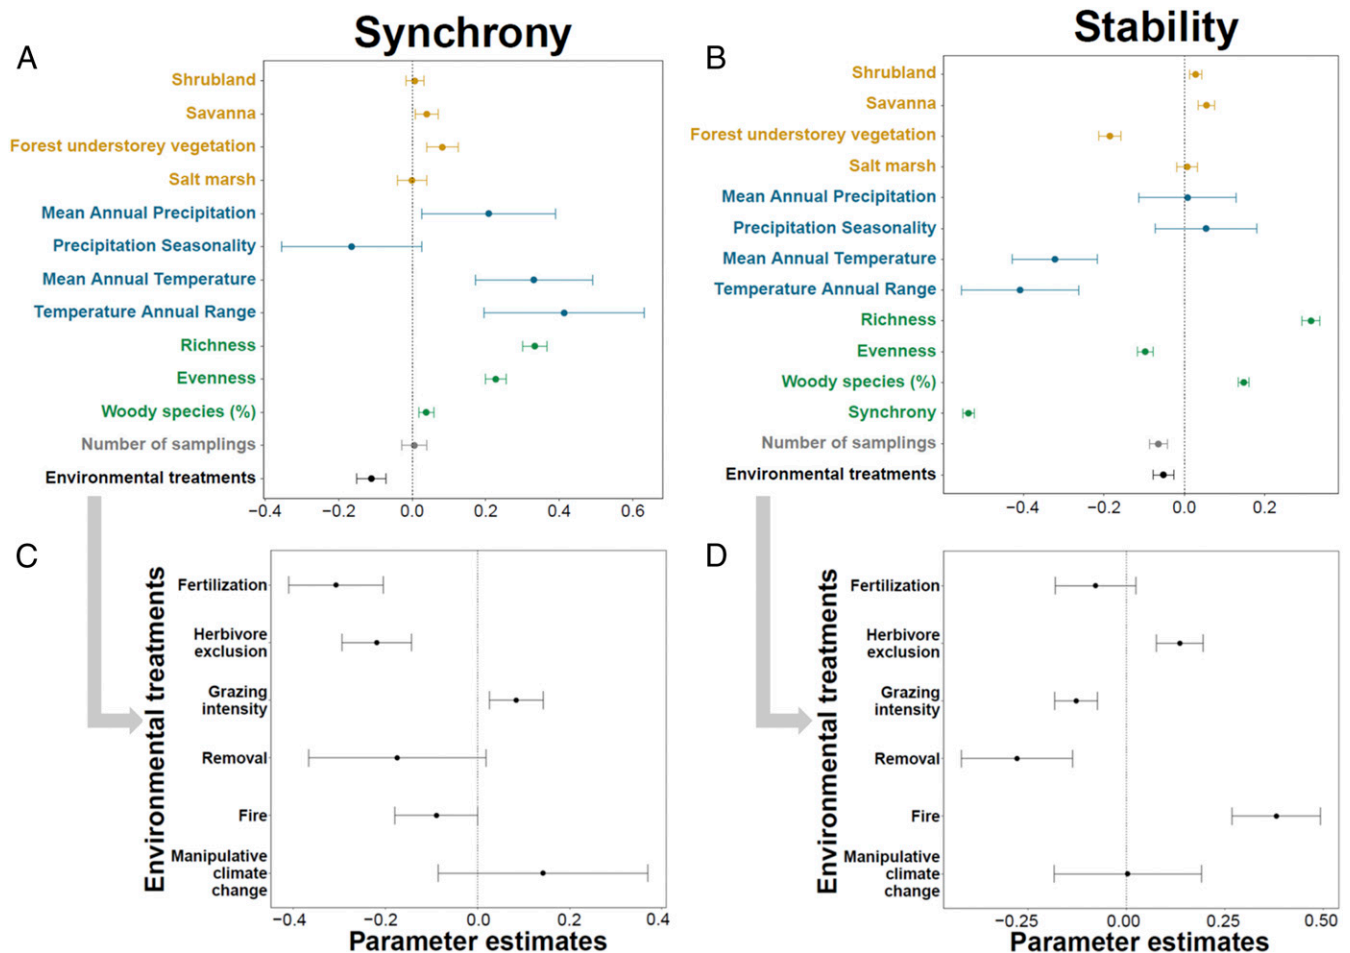 Synchrony
A
Shrubland
Savanna
Forest understorey vegetation
Salt marsh
Mean Annual Precipitation
Precipitation Seasonality
Mean Annual Temperature
Temperature Annual Range
Richness
Evenness
Woody species (%)
Number of samplings
Environmental treatments
−0.4 −0.2 0.0 0.2 0.4 0.6
Stability
B
Shrubland
Savanna
Forest understorey vegetation
Salt marsh
Mean Annual Precipitation
Precipitation Seasonality
Mean Annual Temperature
Temperature Annual Range
Richness
Evenness
Woody species (%)
Synchrony
Number of samplings
Environmental treatments
−0.4 −0.2 0.0 0.2
C
Environmental treatments
Fertilization
Herbivore
exclusion
Grazing
intensity
Removal
Fire
Manipulative
climate
change
−0.4 −0.2 0.0 0.2 0.4
Parameter estimates
D
Environmental treatments
Fertilization
Herbivore
exclusion
Grazing
intensity
Removal
Fire
Manipulative
climate
change
−0.25 0.00 0.25 0.50
Parameter estimates